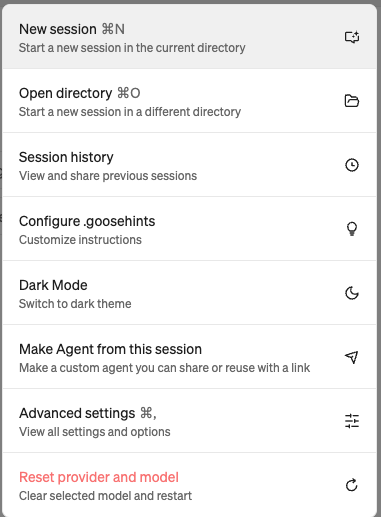 New session ⌘N
Start a new session in the current directory
Open directory ⌘O
Start a new session in a different directory
Session history
View and share previous sessions
Configure .goosehints
Customize instructions
Dark Mode
Switch to dark theme
Make Agent from this session
Make a custom agent you can share or reuse with a link
Advanced settings ⌘,
View all settings and options
Reset provider and model
Clear selected model and restart